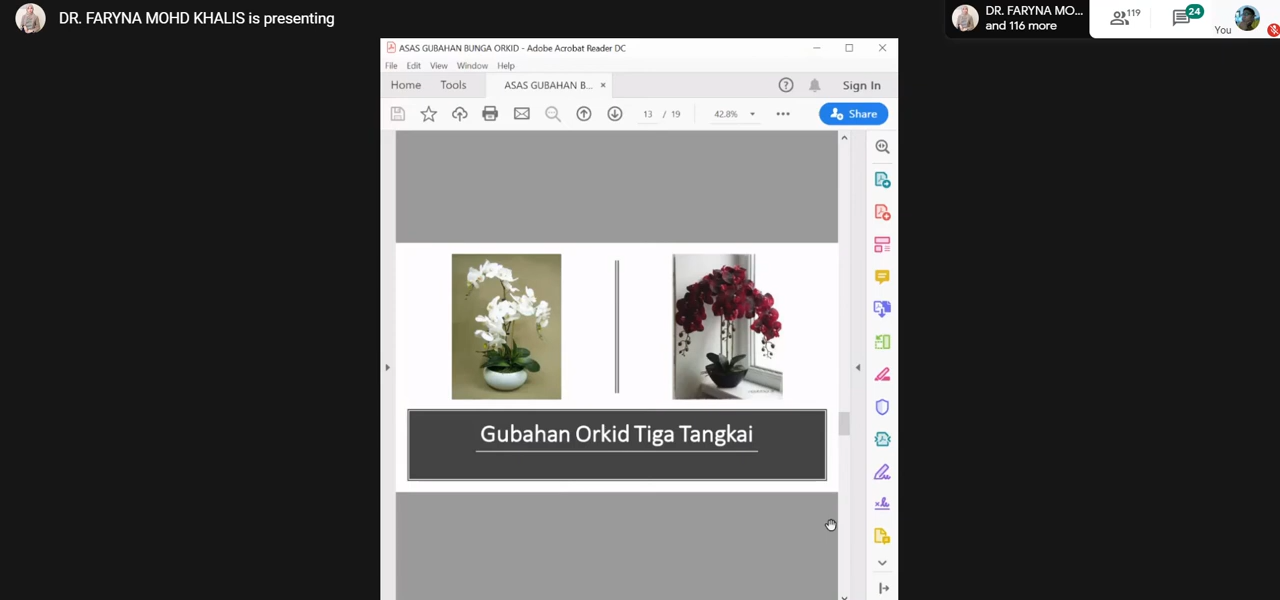 DR. FARYNA MOHD KHALIS is presenting
DR. FARYNA MO...
and 116 more
119
24
You
ASAS GUBAHAN BUNGA ORKID - Adobe Acrobat Reader DC
File Edit View Window Help
Home Tools ASAS GUBAHAN B... × Sign In
13 / 19 42.8% Share
Gubahan Orkid Tiga Tangkai